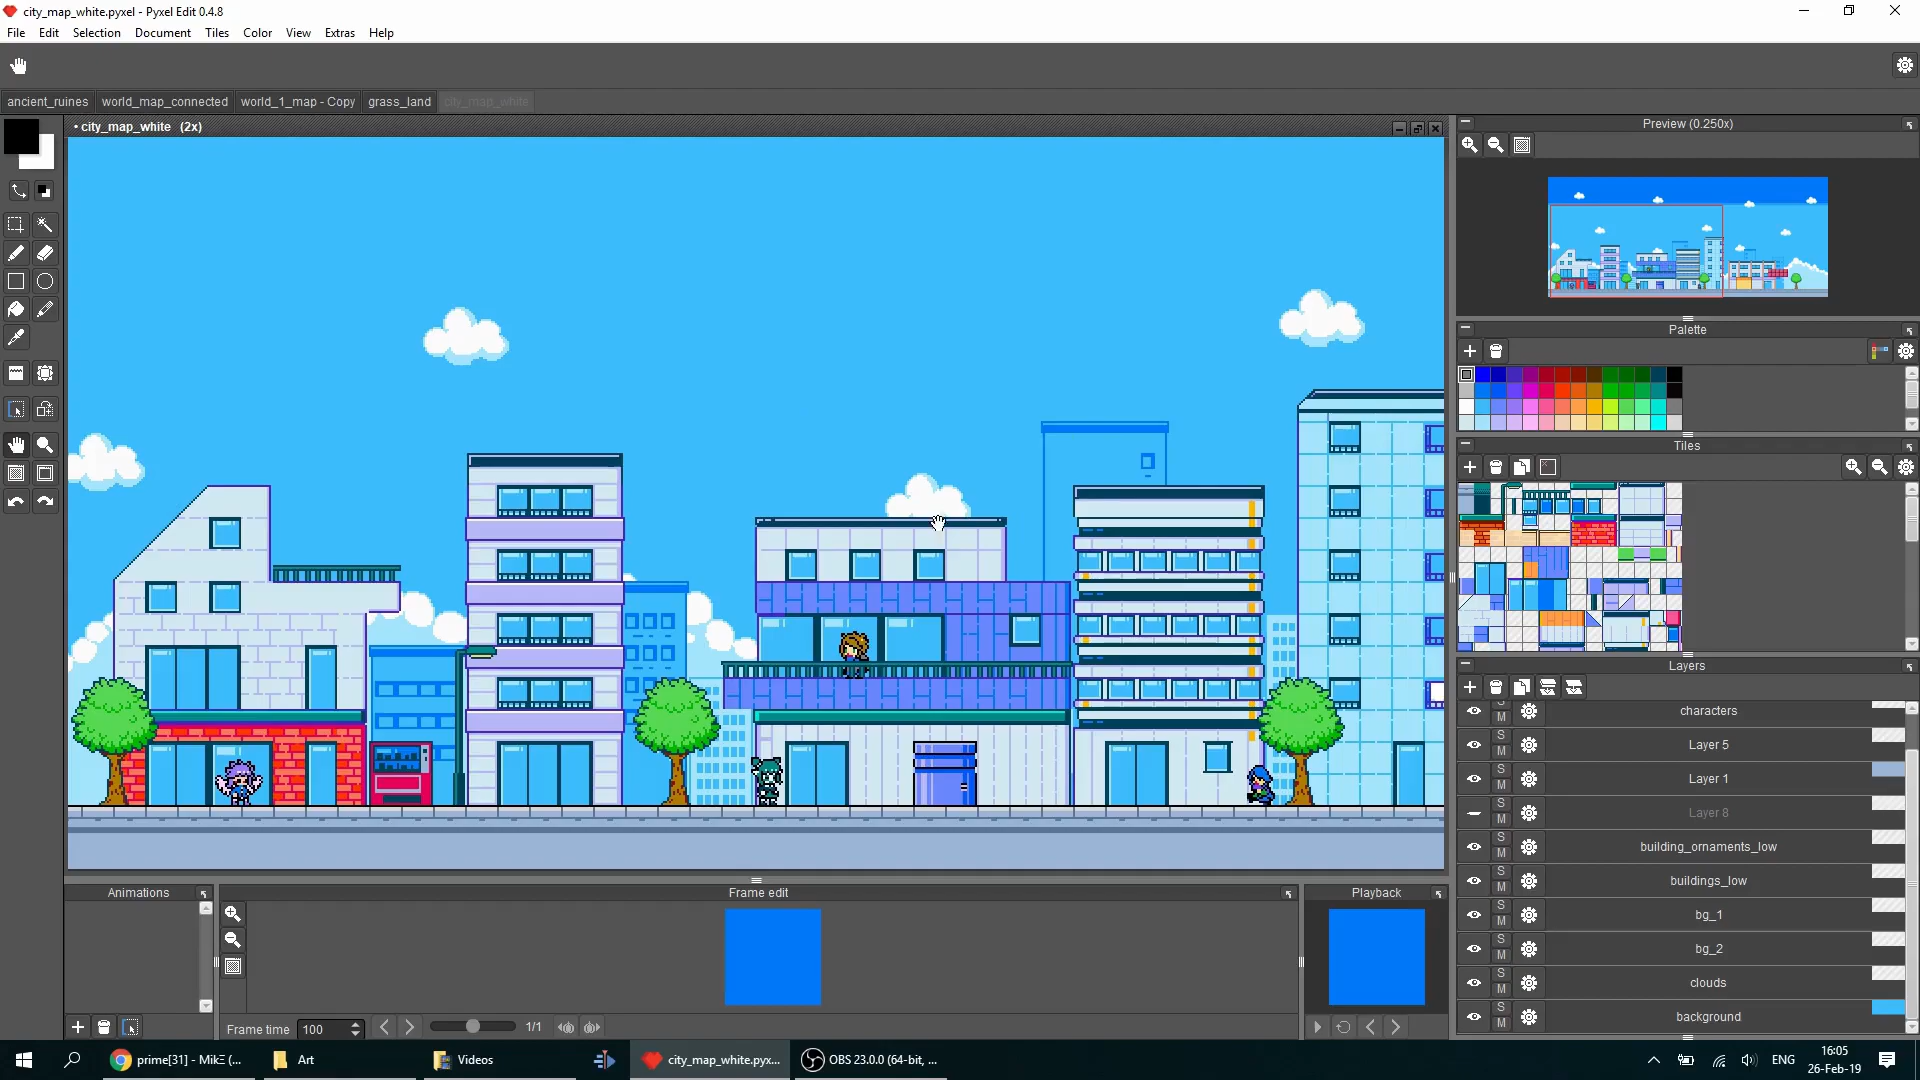 city_map_white.pyxel - Pyxel Edit 0.4.8
File Edit Selection Document Tiles Color View Extras Help
ancient_ruines world_map_connected world_1_map - Copy grass_land city_map_white
• city_map_white (2x)
Preview (0.250x)
Palette
Tiles
Layers
S
M characters
S
M Layer 5
S
M Layer 1
S
M Layer 8
S
M building_ornaments_low
S
M buildings_low
S
M bg_1
S
M bg_2
S
M clouds
S
M background
Animations
Frame edit
Playback
Frame time 100
1/1
prime[31] - MikΞ (...
Art
Videos
city_map_white.pyx...
OBS 23.0.0 (64-bit, ...
ENG
16:05
26-Feb-19